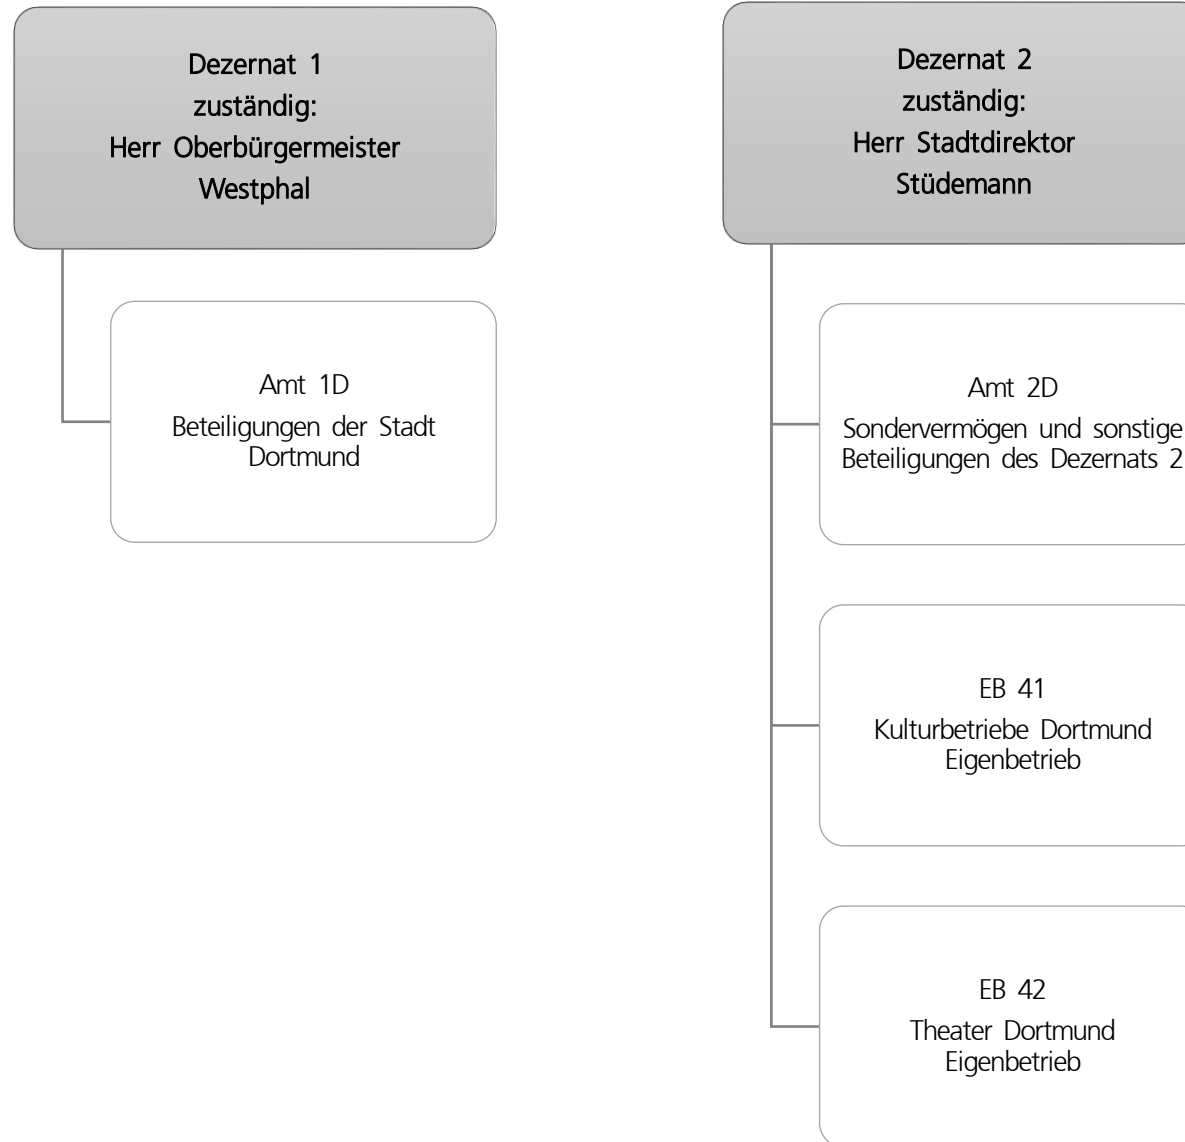 Dezernat 1
zuständig:
Herr Oberbürgermeister
Westphal
Amt 1D
Beteiligungen der Stadt
Dortmund
Dezernat 2
zuständig:
Herr Stadtdirektor
Stüdemann
Amt 2D
Sondervermögen und sonstige
Beteiligungen des Dezernats 2
EB 41
Kulturbetriebe Dortmund
Eigenbetrieb
EB 42
Theater Dortmund
Eigenbetrieb